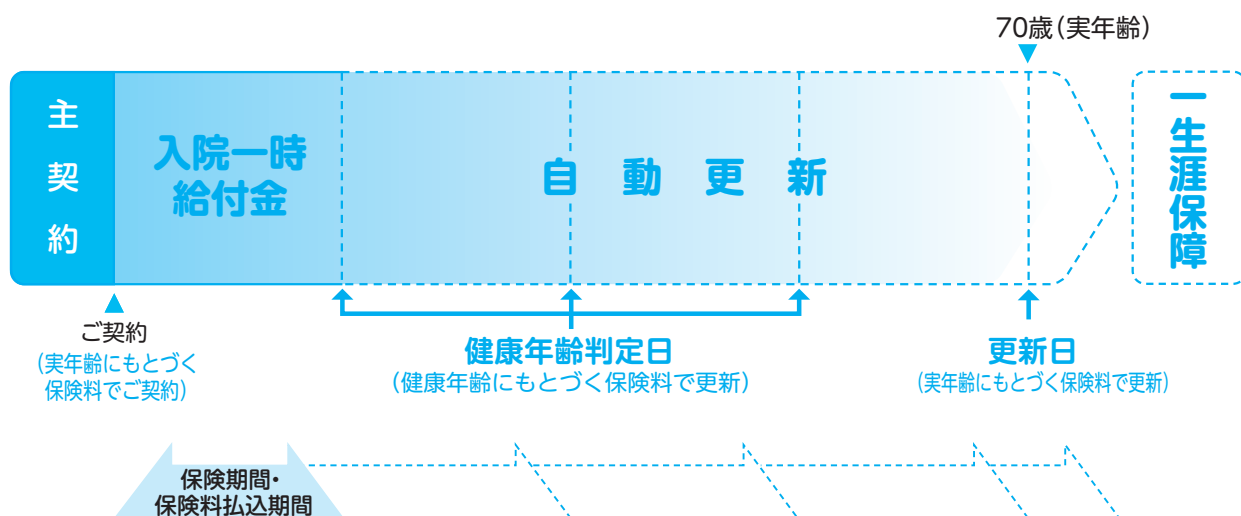 70歳(実年齢)
主契約
入院一時
給付金
自動更新
一生涯保障
ご契約
(実年齢にもとづく
保険料でご契約)
健康年齢判定日
(健康年齢にもとづく保険料で更新)
更新日
(実年齢にもとづく保険料で更新)
保険期間・
保険料払込期間